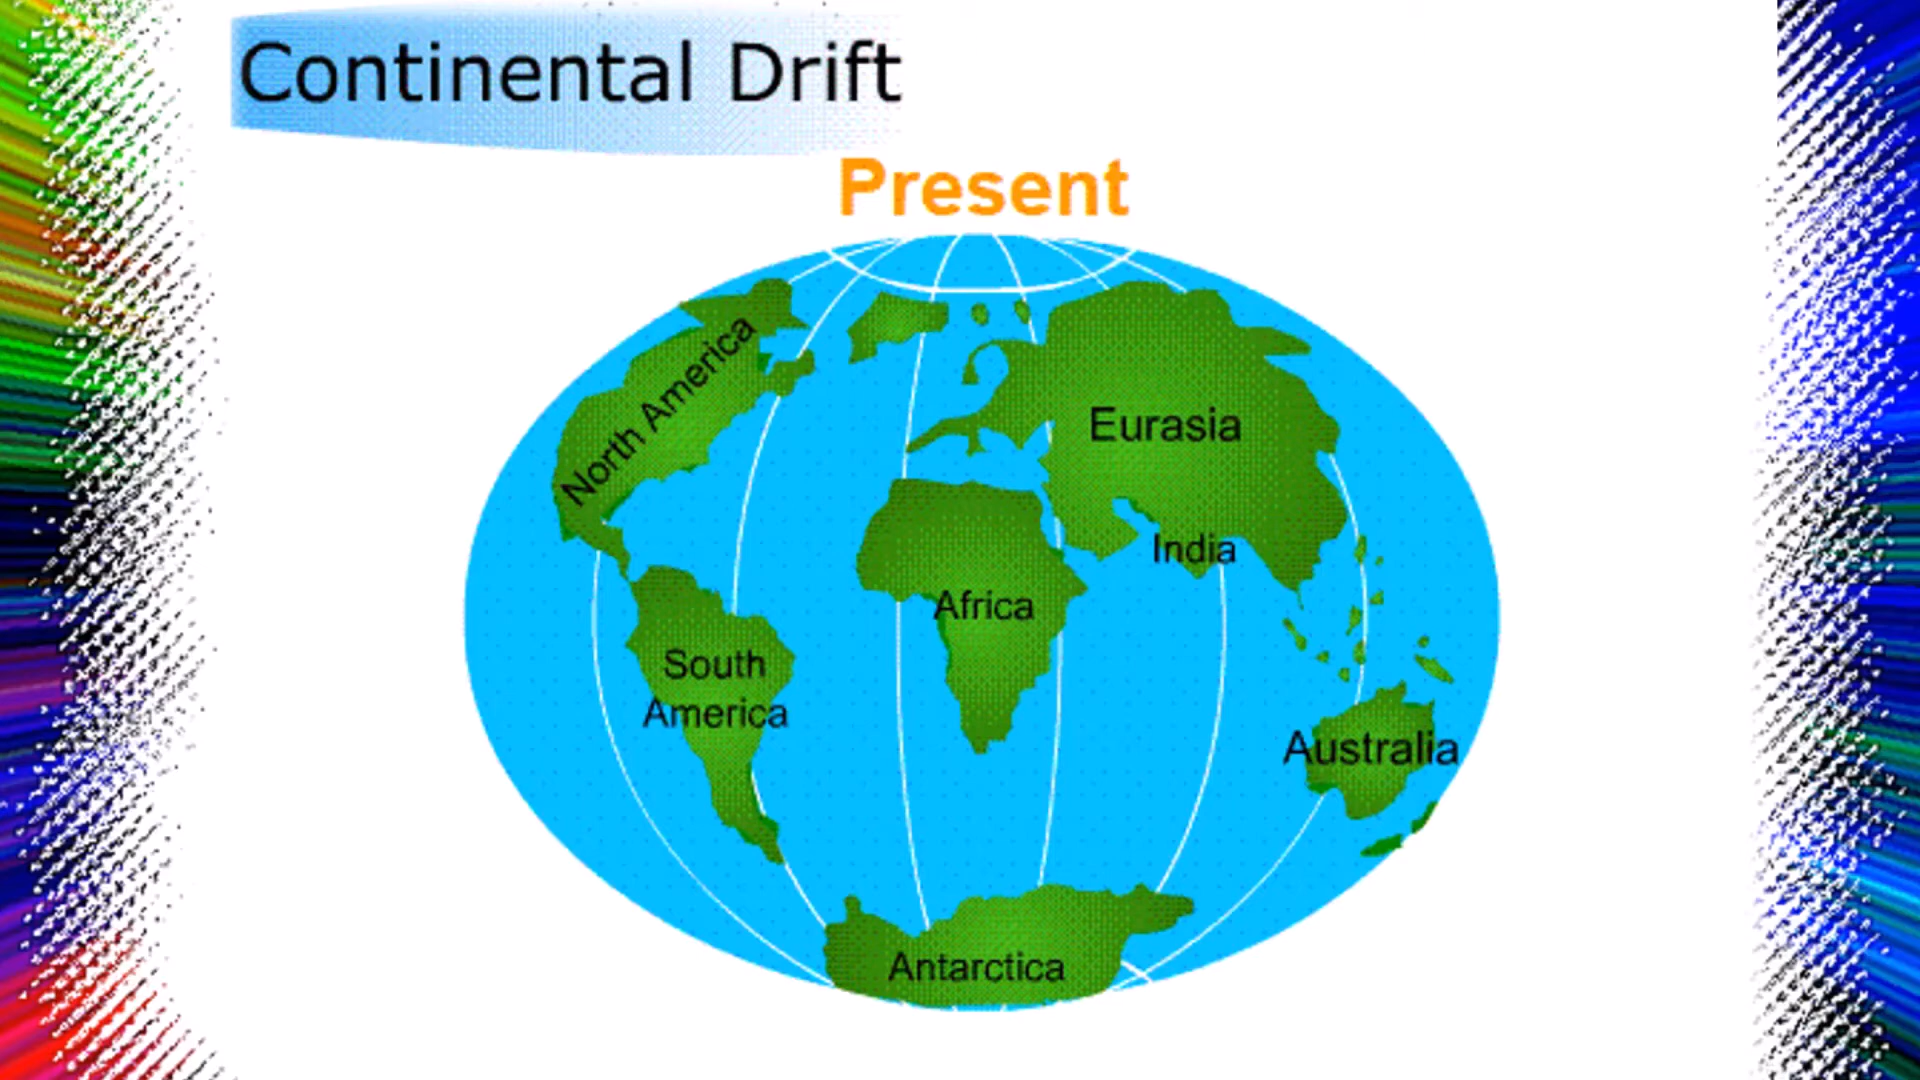 Continental Drift
Present
North America
Eurasia
India
Africa
South
America
Australia
Antarctica